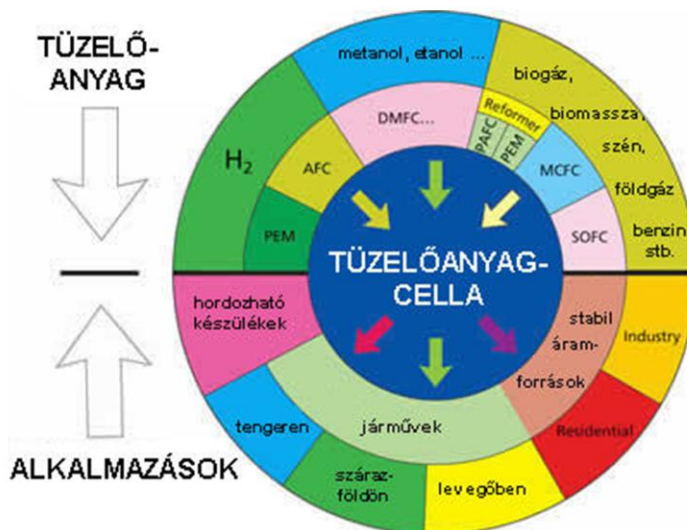 TÜZELŐ-
ANYAG
metanol, etanol ...
biogáz,
biomassza,
szén,
földgáz
benzin
stb.
H2
DMFC...
Reformer
PAFC
PEM
AFC
MCFC
PEM
SOFC
TÜZELŐANYAG-
CELLA
hordozható
készülékek
stabil
áram-
források
Industry
járművek
tengeren
Residential
száraz-
földön
levegőben
ALKALMAZÁSOK